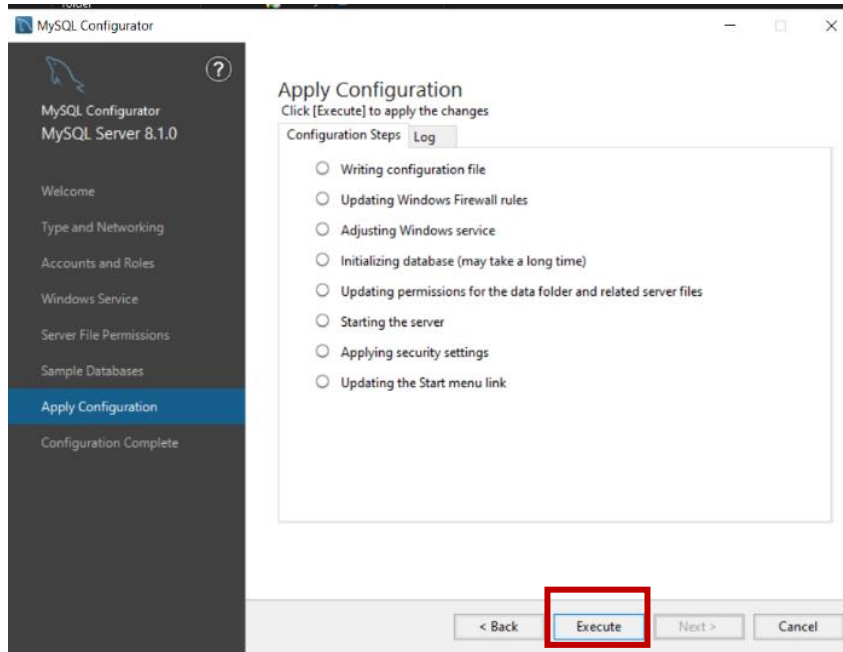 folder
MySQL Configurator
?
MySQL Configurator
MySQL Server 8.1.0
Welcome
Type and Networking
Accounts and Roles
Windows Service
Server File Permissions
Sample Databases
Apply Configuration
Configuration Complete
Apply Configuration
Click [Execute] to apply the changes
Configuration Steps Log
Writing configuration file
Updating Windows Firewall rules
Adjusting Windows service
Initializing database (may take a long time)
Updating permissions for the data folder and related server files
Starting the server
Applying security settings
Updating the Start menu link
< Back Execute Next > Cancel